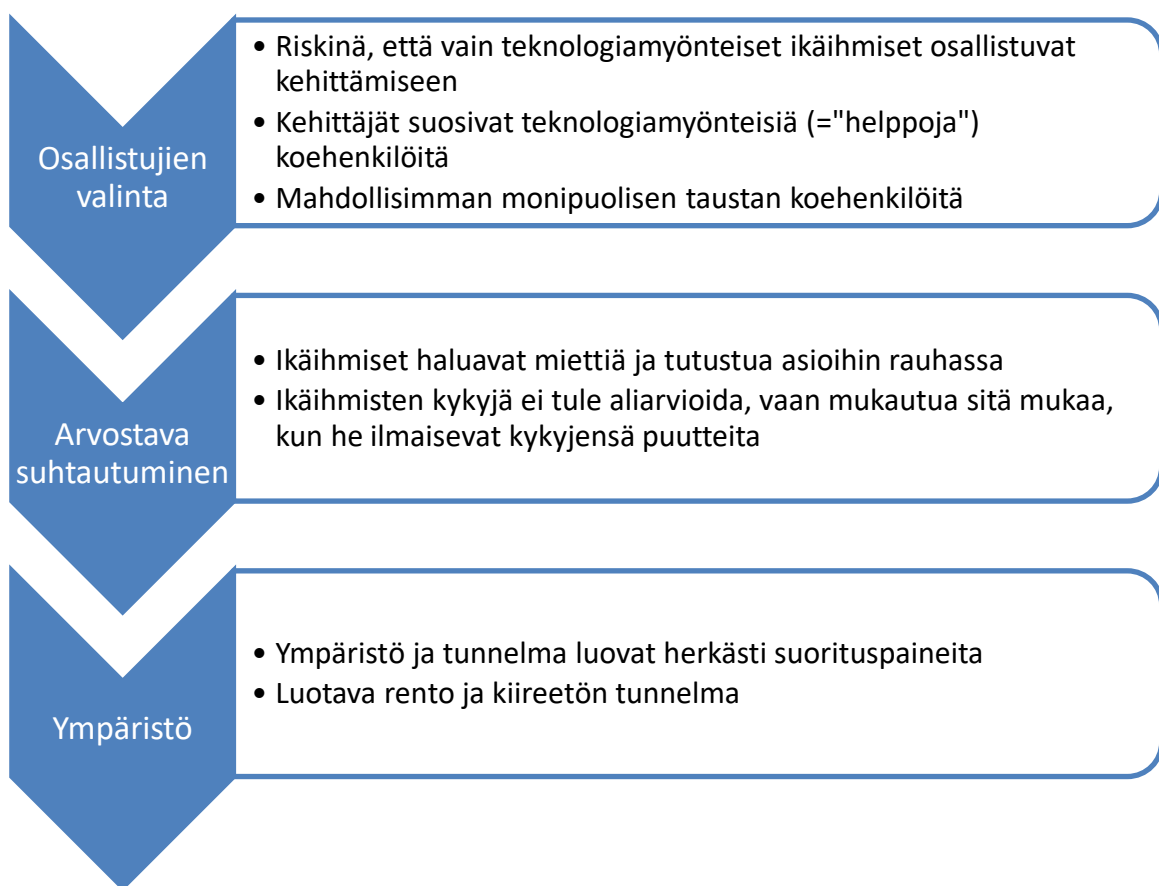 Osallistujien
valinta
• Riskinä, että vain teknologiamyönteiset ikäihmiset osallistuvat
kehittämiseen
• Kehittäjät suosivat teknologiamyönteisiä (="helppoja")
koehenkilöitä
• Mahdollisimman monipuolisen taustan koehenkilöitä
Arvostava
suhtautuminen
• Ikäihmiset haluavat miettiä ja tutustua asioihin rauhassa
• Ikäihmisten kykyjä ei tule aliarvioida, vaan mukautua sitä mukaa,
kun he ilmaisevat kykyjensä puutteita
Ympäristö
• Ympäristö ja tunnelma luovat herkästi suorituspaineita
• Luotava rento ja kiireetön tunnelma